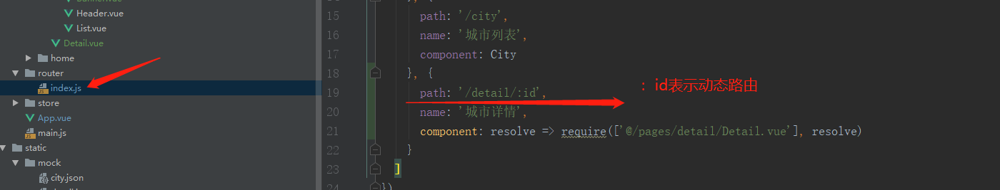 Header.vue
List.vue
Detail.vue
home
router
index.js
store
App.vue
main.js
static
mock
city.json
15 path: '/city',
16 name: '城市列表',
17 component: City
18 }, {
19 path: '/detail/:id',
20 name: '城市详情',
21 component: resolve => require(['@/pages/detail/Detail.vue'], resolve)
22 }
23 ]
24 })
：id表示动态路由